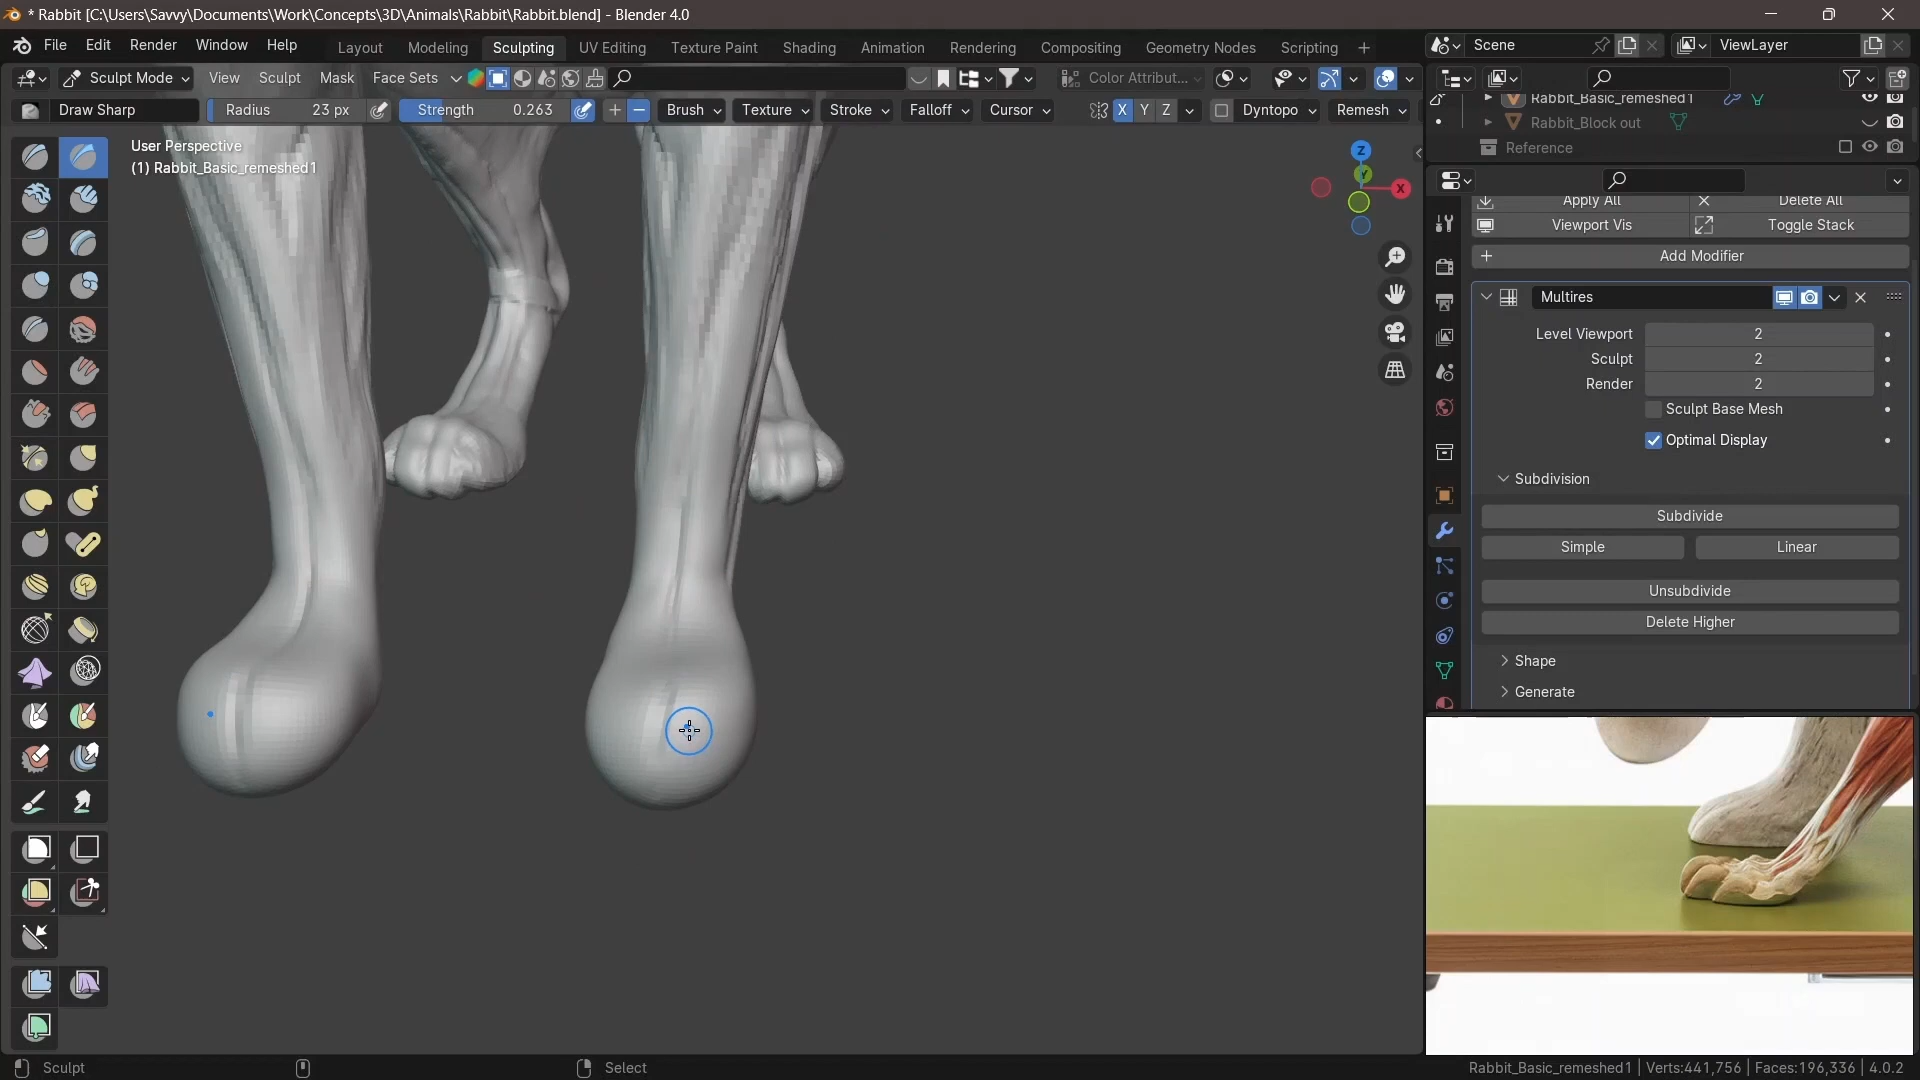 * Rabbit [C:\Users\Savvy\Documents\Work\Concepts\3D\Animals\Rabbit\Rabbit.blend] - Blender 4.0
File Edit Render Window Help Layout Modeling Sculpting UV Editing Texture Paint Shading Animation Rendering Compositing Geometry Nodes Scripting + Scene ViewLayer
Sculpt Mode View Sculpt Mask Face Sets Color Attribut...
Draw Sharp Radius 23 px Strength 0.263 Brush Texture Stroke Falloff Cursor X Y Z Dyntopo Remesh
Rabbit_Basic_remeshed1
Rabbit_Block out
Reference
User Perspective
(1) Rabbit_Basic_remeshed1
Z
Y
X
Apply All Delete All
Viewport Vis Toggle Stack
Add Modifier
Multires
Level Viewport 2
Sculpt 2
Render 2
Sculpt Base Mesh
Optimal Display
Subdivision
Subdivide
Simple Linear
Unsubdivide
Delete Higher
Shape
Generate
Sculpt Select Rabbit_Basic_remeshed1 | Verts:441,756 | Faces:196,336 | 4.0.2